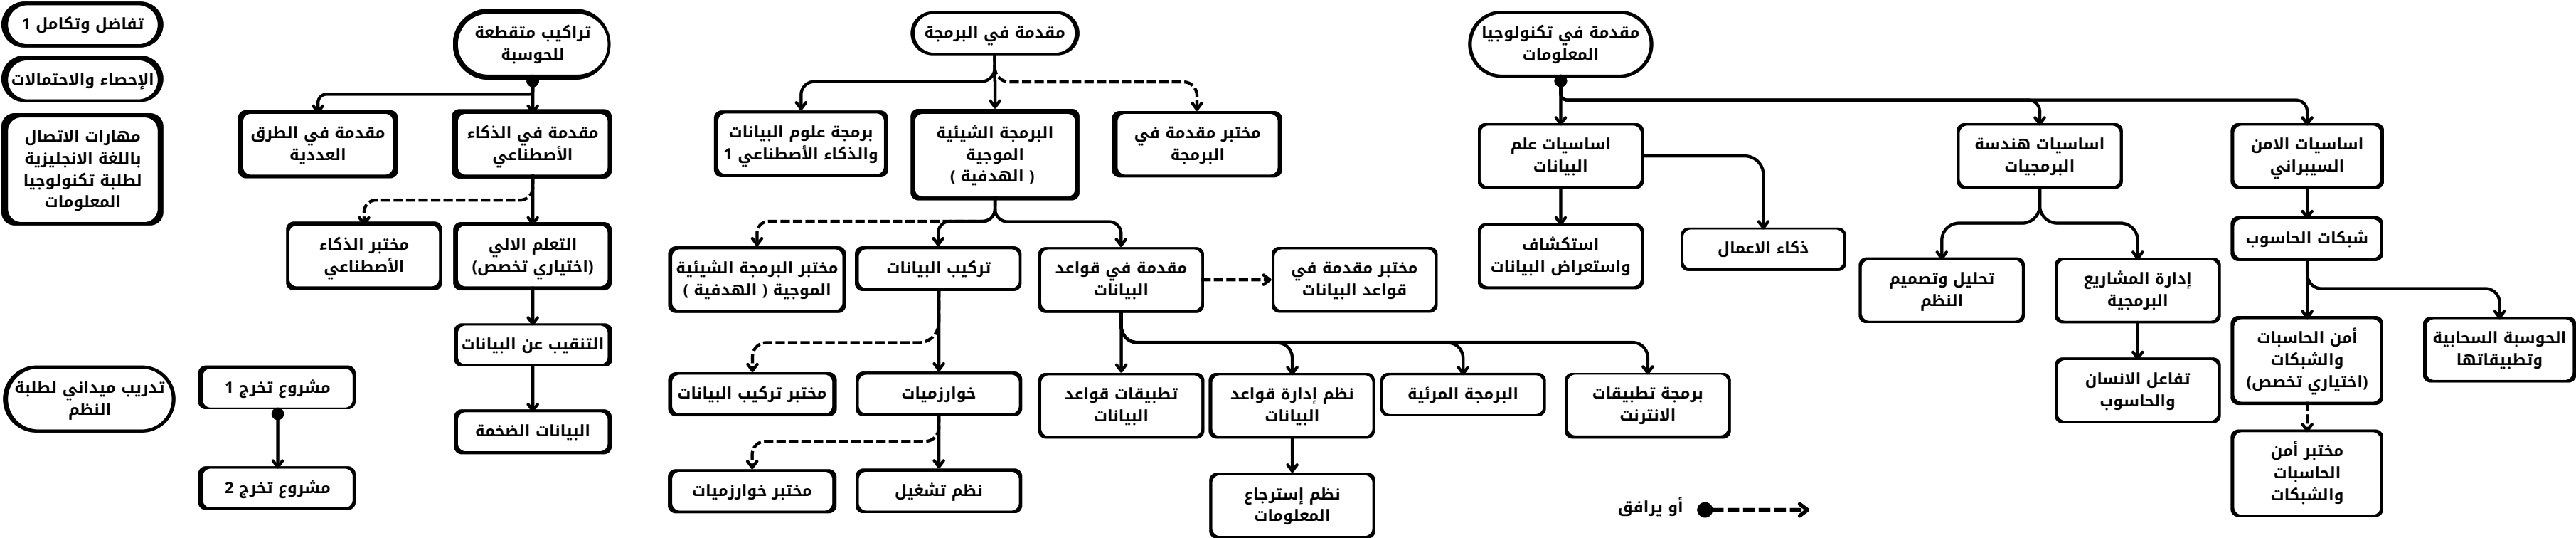 مقدمة في تكنولوجيا
المعلومات
اساسيات الامن
السيبراني
اساسيات هندسة
البرمجيات
اساسيات علم
البيانات
شبكات الحاسوب
ذكاء الاعمال
استكشاف
واستعراض البيانات
إدارة المشاريع
البرمجية
تحليل وتصميم
النظم
الحوسبة السحابية
وتطبيقاتها
أمن الحاسبات
والشبكات
(اختياري تخصص)
تفاعل الانسان
والحاسوب
مختبر أمن
الحاسبات
والشبكات
أو يرافق
مقدمة في البرمجة
مختبر مقدمة في
البرمجة
البرمجة الشيئية
الموجية
( الهدفية )
برمجة علوم البيانات
والذكاء الأصطناعي 1
مختبر مقدمة في
قواعد البيانات
مقدمة في قواعد
البيانات
تركيب البيانات
مختبر البرمجة الشيئية
الموجية ( الهدفية )
برمجة تطبيقات
الانترنت
البرمجة المرئية
نظم إدارة قواعد
البيانات
تطبيقات قواعد
البيانات
خوارزميات
مختبر تركيب البيانات
نظم إسترجاع
المعلومات
نظم تشغيل
مختبر خوارزميات
تراكيب متقطعة
للحوسبة
مقدمة في الذكاء
الأصطناعي
مقدمة في الطرق
العددية
التعلم الالي
(اختياري تخصص)
مختبر الذكاء
الأصطناعي
التنقيب عن البيانات
البيانات الضخمة
تفاضل وتكامل 1
الإحصاء والاحتمالات
مهارات الاتصال
باللغة الانجليزية
لطلبة تكنولوجيا
المعلومات
مشروع تخرج 1
مشروع تخرج 2
تدريب ميداني لطلبة
النظم